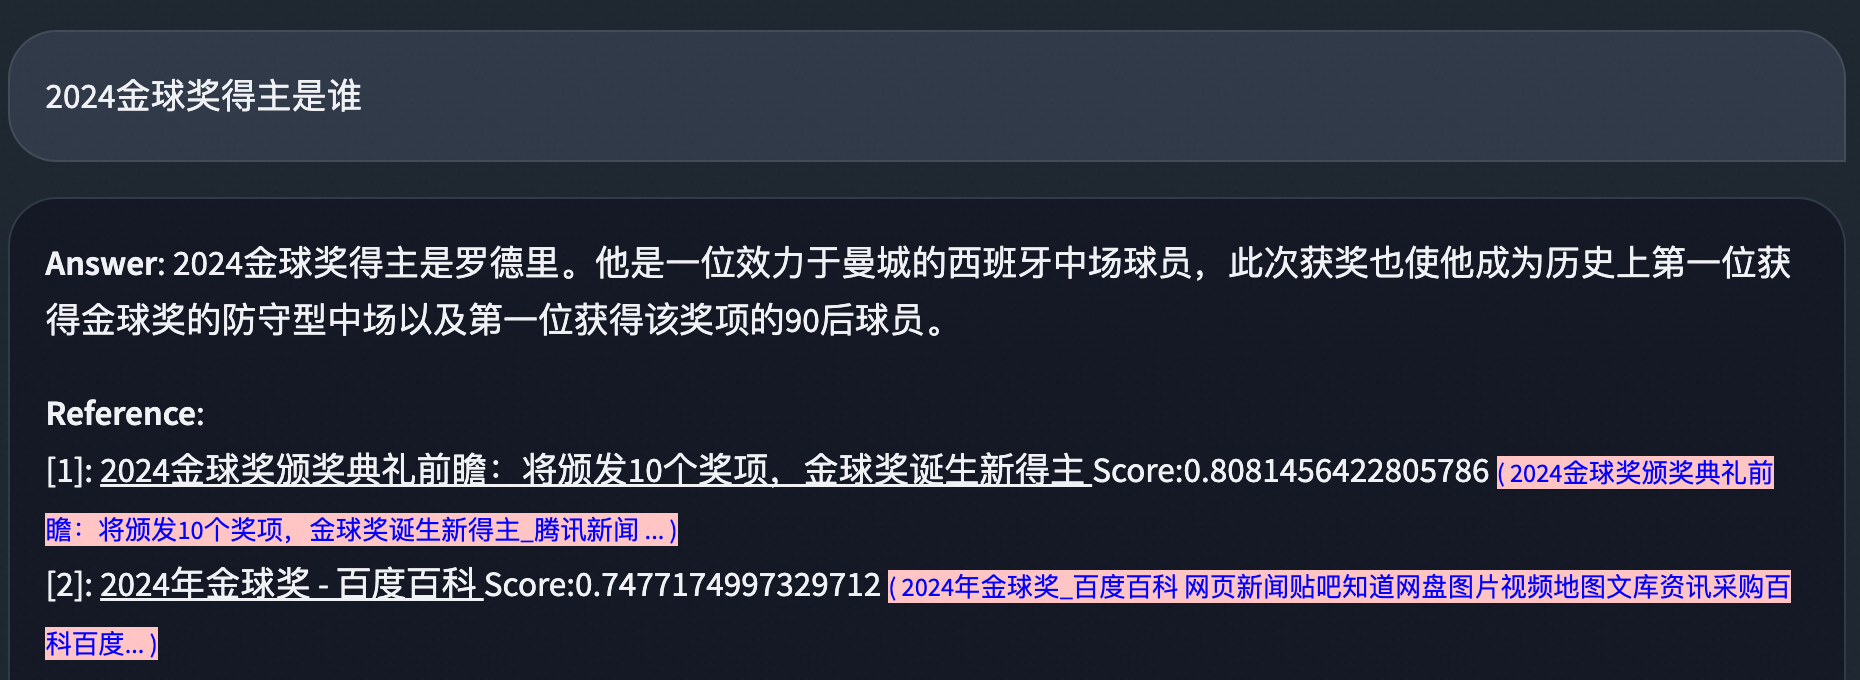 2024金球奖得主是谁
Answer: 2024金球奖得主是罗德里。他是一位效力于曼城的西班牙中场球员，此次获奖也使他成为历史上第一位获
得金球奖的防守型中场以及第一位获得该奖项的90后球员。
Reference:
[1]: 2024金球奖颁奖典礼前瞻：将颁发10个奖项，金球奖诞生新得主 Score:0.8081456422805786 ( 2024金球奖颁奖典礼前
瞻：将颁发10个奖项，金球奖诞生新得主_腾讯新闻 ... )
[2]: 2024年金球奖 - 百度百科 Score:0.7477174997329712 ( 2024年金球奖_百度百科 网页新闻贴吧知道网盘图片视频地图文库资讯采购百
科百度... )